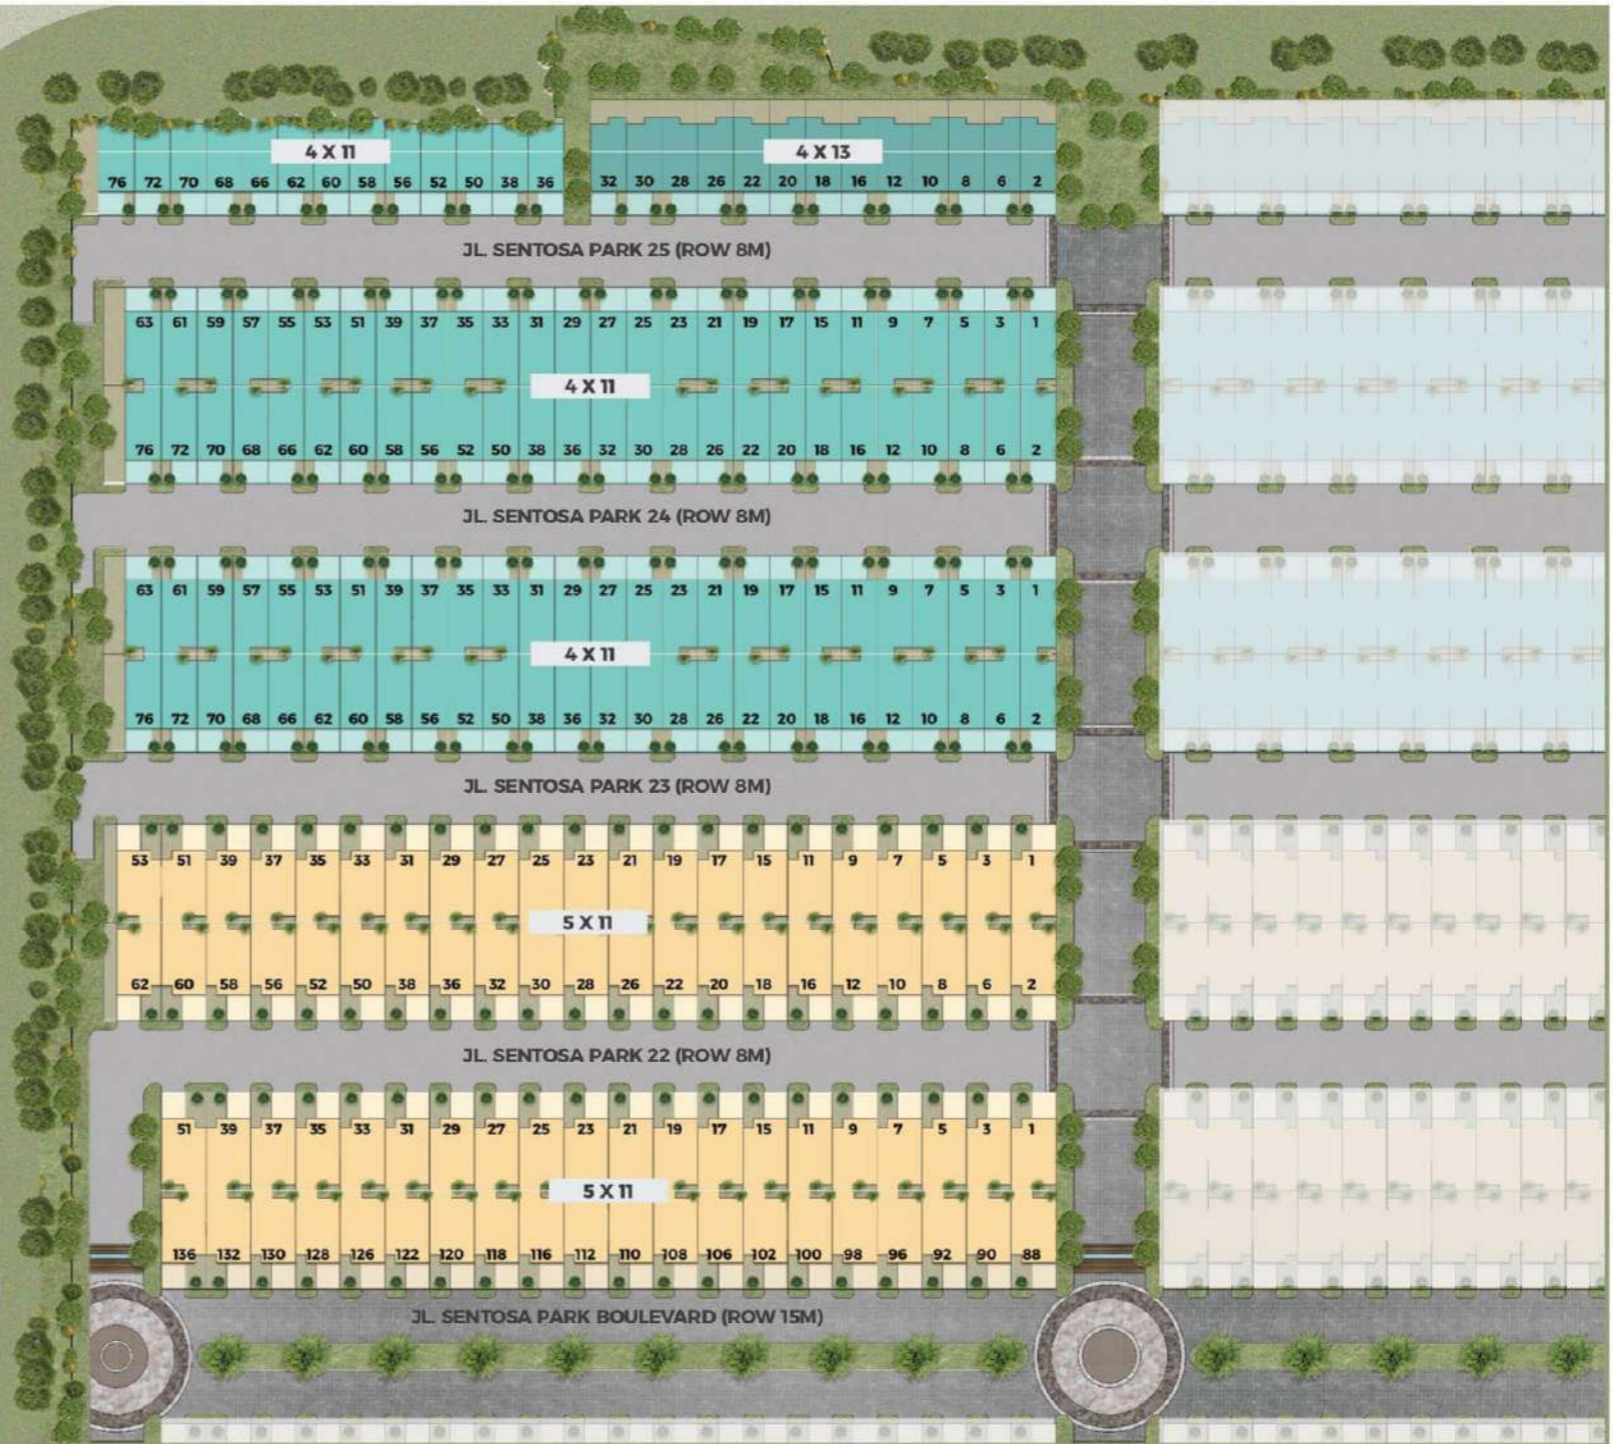 4 X 11
4 X 13
76 72 70 68 66 62 60 58 56 52 50 38 36 32 30 28 26 22 20 18 16 12 10 8 6 2
JL. SENTOSA PARK 25 (ROW 8M)
63 61 59 57 55 53 51 39 37 35 33 31 29 27 25 23 21 19 17 15 11 9 7 5 3 1
4 X 11
76 72 70 68 66 62 60 58 56 52 50 38 36 32 30 28 26 22 20 18 16 12 10 8 6 2
JL. SENTOSA PARK 24 (ROW 8M)
63 61 59 57 55 53 51 39 37 35 33 31 29 27 25 23 21 19 17 15 11 9 7 5 3 1
4 X 11
76 72 70 68 66 62 60 58 56 52 50 38 36 32 30 28 26 22 20 18 16 12 10 8 6 2
JL. SENTOSA PARK 23 (ROW 8M)
53 51 39 37 35 33 31 29 27 25 23 21 19 17 15 11 9 7 5 3 1
5 X 11
62 60 58 56 52 50 38 36 32 30 28 26 22 20 18 16 12 10 8 6 2
JL. SENTOSA PARK 22 (ROW 8M)
51 39 37 35 33 31 29 27 25 23 21 19 17 15 11 9 7 5 3 1
5 X 11
136 132 130 128 126 122 120 118 116 112 110 108 106 102 100 98 96 92 90 88
JL. SENTOSA PARK BOULEVARD (ROW 15M)